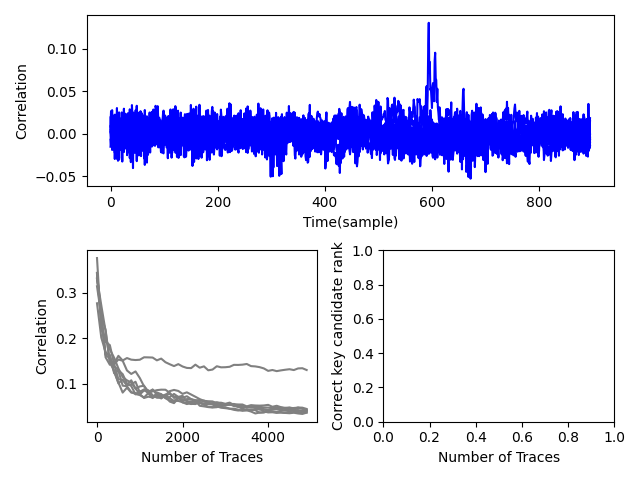 Correlation
0.10
0.05
0.00
−0.05
0 200 400 600 800
Time(sample)
Correlation
0.3
0.2
0.1
0 2000 4000
Number of Traces
Correct key candidate rank
1.0
0.8
0.6
0.4
0.2
0.0
0.0 0.2 0.4 0.6 0.8 1.0
Number of Traces